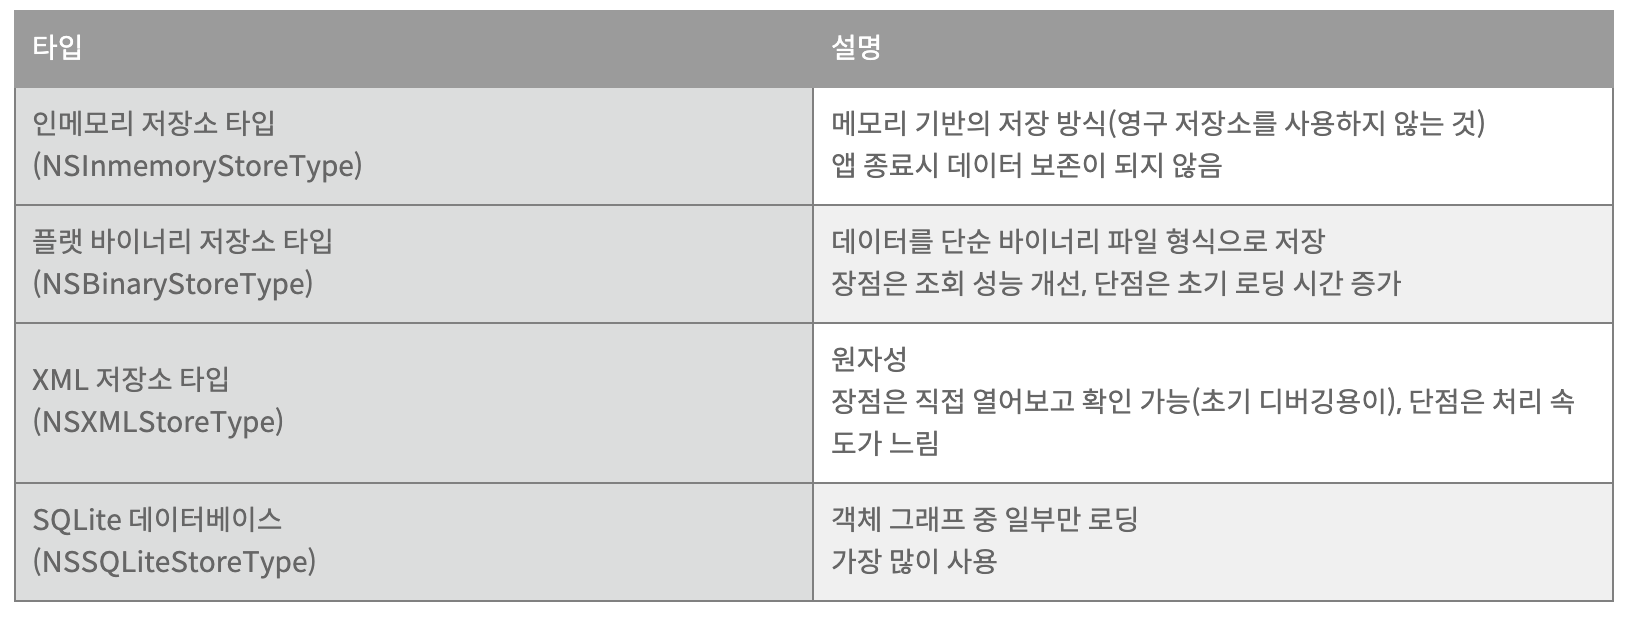 타입
설명
인메모리 저장소 타입
(NSInmemoryStoreType)
메모리 기반의 저장 방식(영구 저장소를 사용하지 않는 것)
앱 종료시 데이터 보존이 되지 않음
플랫 바이너리 저장소 타입
(NSBinaryStoreType)
데이터를 단순 바이너리 파일 형식으로 저장
장점은 조회 성능 개선, 단점은 초기 로딩 시간 증가
XML 저장소 타입
(NSXMLStoreType)
원자성
장점은 직접 열어보고 확인 가능(초기 디버깅용이), 단점은 처리 속
도가 느림
SQLite 데이터베이스
(NSSQLiteStoreType)
객체 그래프 중 일부만 로딩
가장 많이 사용